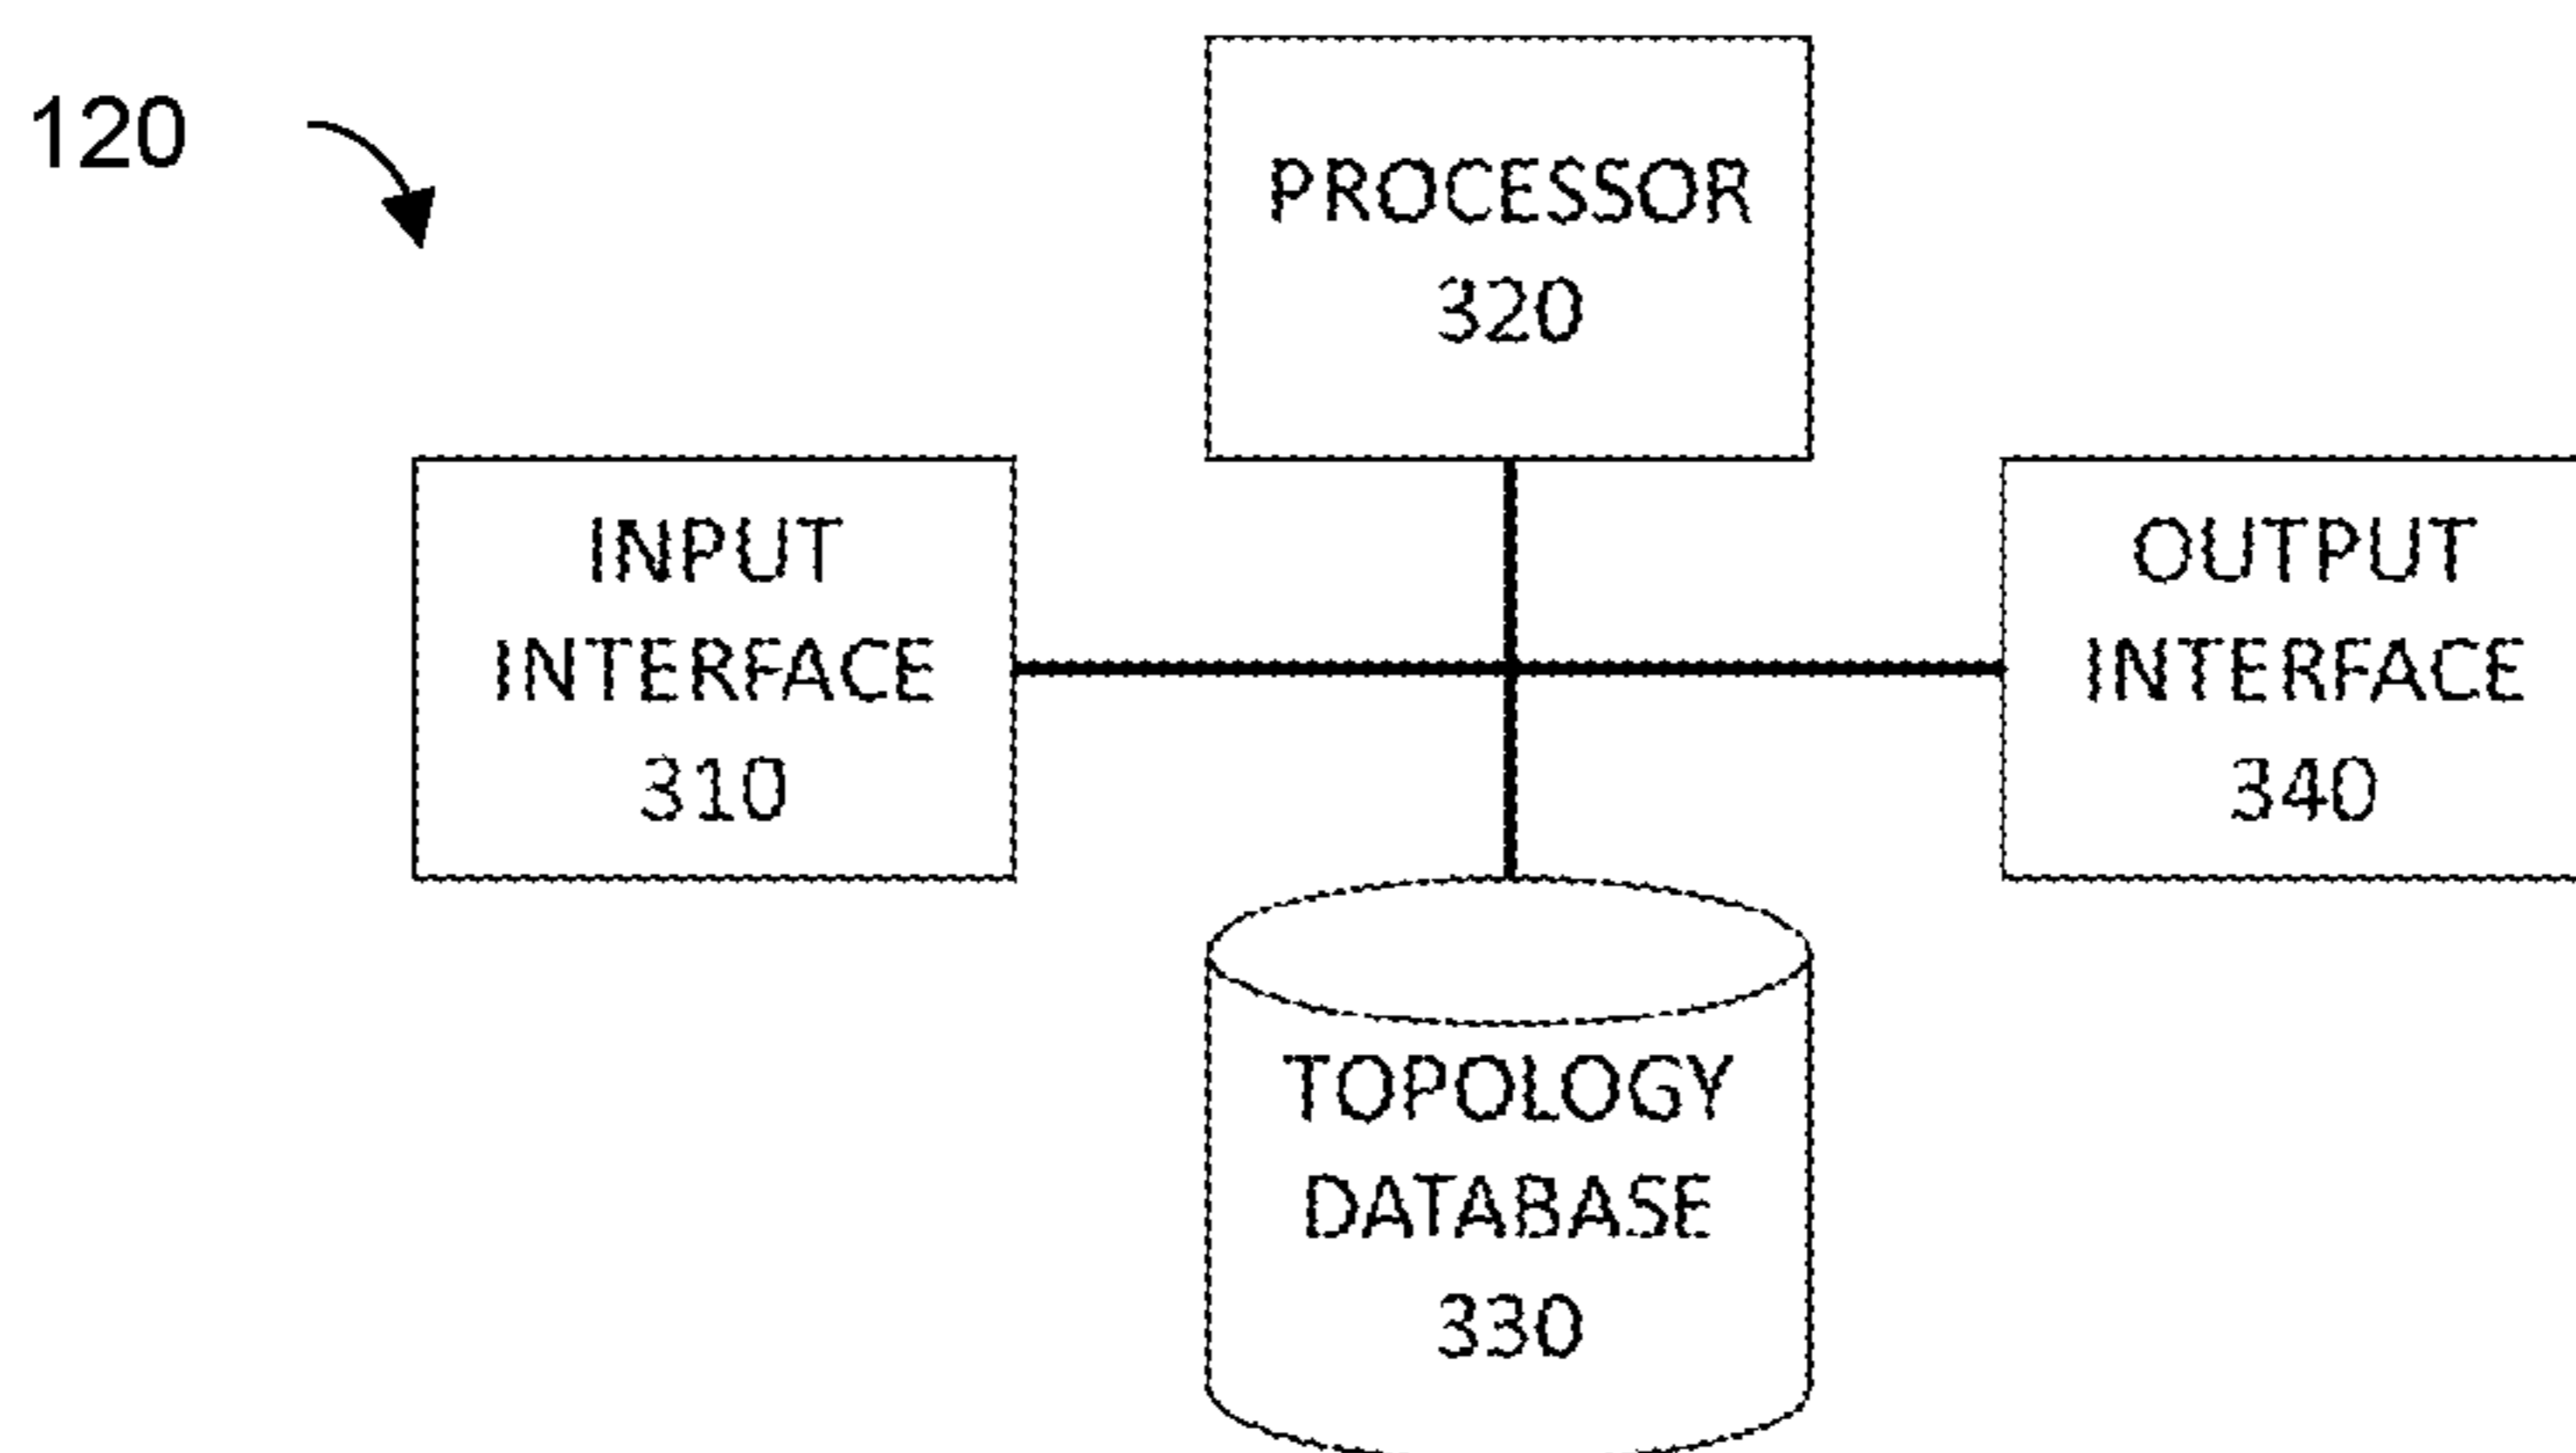 120
PROCESSOR
320
INPUT
INTERFACE
310
OUTPUT
INTERFACE
340
TOPOLOGY
DATABASE
330